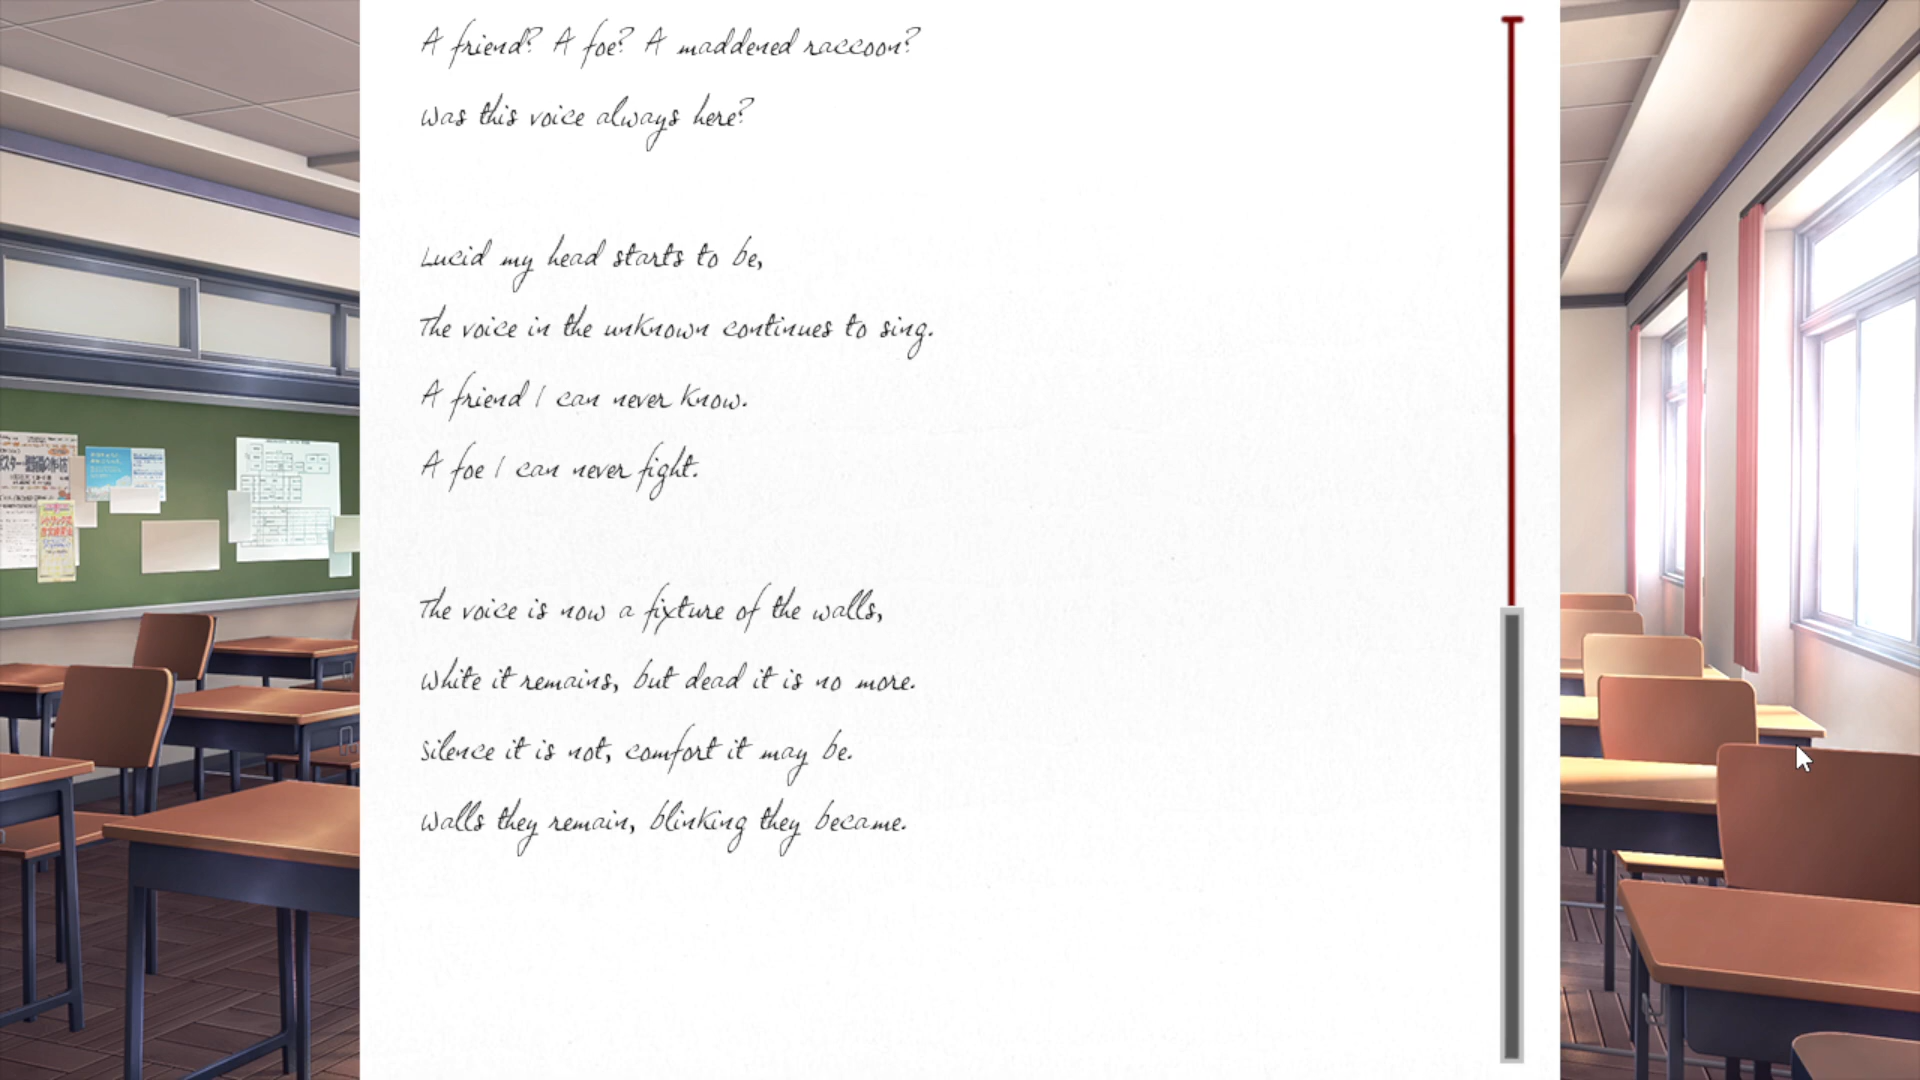 A friend? A foe? A maddened raccoon?
Was this voice always here?
Lucid my head starts to be,
The voice in the unknown continues to sing.
A friend I can never know.
A foe I can never fight.
The voice is now a fixture of the walls,
White it remains, but dead it is no more.
Silence it is not, comfort it may be.
Walls they remain, blinking they became.